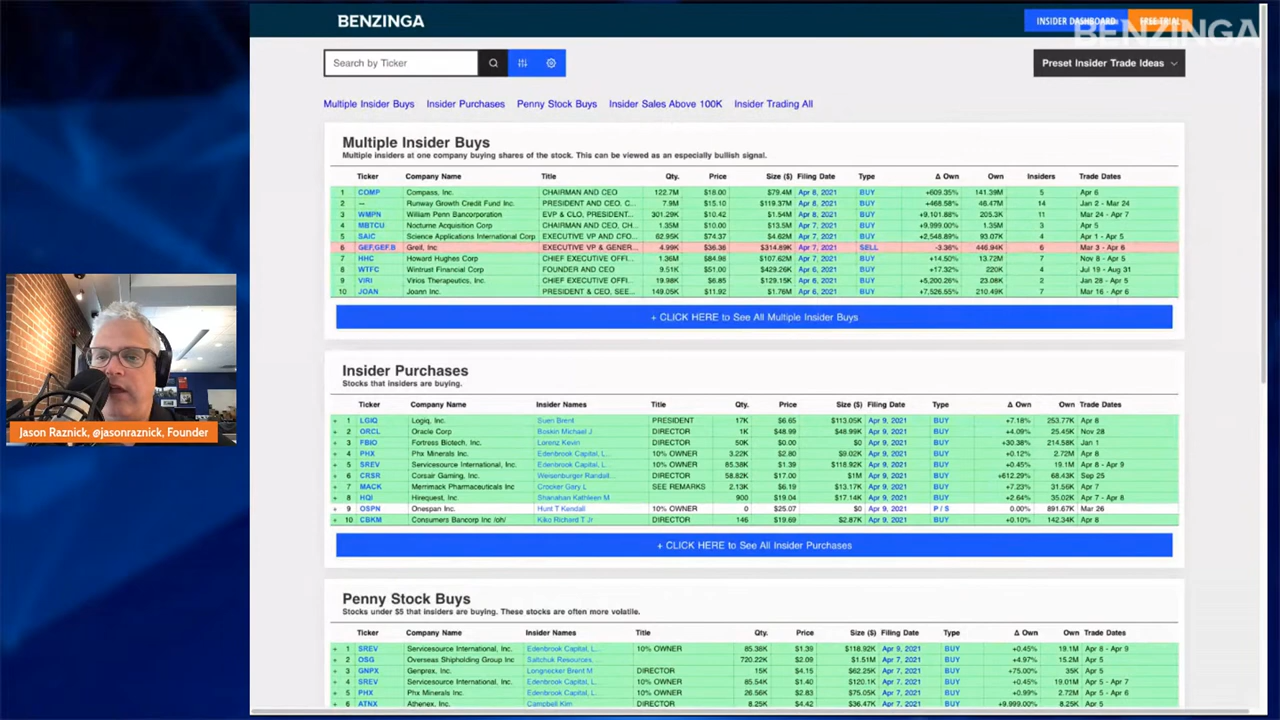 BENZINGA
INSIDER DASHBOARD
FREE TRIAL
BENZINGA
Search by Ticker
Preset Insider Trade Ideas
Multiple Insider Buys Insider Purchases Penny Stock Buys Insider Sales Above 100K Insider Trading All
Multiple Insider Buys
Multiple insiders at one company buying shares of the stock. This can be viewed as an especially bullish signal.
Ticker Company Name Title Qty. Price Size ($) Filing Date Type Δ Own Own Insiders Trade Dates
1 COMP Compass, Inc. CHAIRMAN AND CEO 122.7M $18.00 $79.4M Apr 8, 2021 BUY +609.35% 141.39M 5 Apr 6
2 — Runway Growth Credit Fund Inc. PRESIDENT AND CEO, C... 7.9M $15.10 $119.37M Apr 8, 2021 BUY +468.58% 46.47M 14 Jan 2 - Mar 24
3 WMPN William Penn Bancorporation EVP & CLO, PRESIDENT... 301.29K $10.42 $1.54M Apr 8, 2021 BUY +9,101.88% 205.3K 11 Mar 24 - Apr 7
4 MBTCU Nocturne Acquisition Corp CHAIRMAN AND CEO, CH... 1.35M $10.00 $13.5M Apr 7, 2021 BUY +9,999.00% 1.35M 3 Apr 5
5 SAIC Science Applications International Corp EXECUTIVE VP AND CFO... 62.95K $74.37 $4.62M Apr 7, 2021 BUY +2,548.89% 93.07K 4 Apr 1 - Apr 5
6 GEF,GEF.B Greif, Inc EXECUTIVE VP & GENER... 4.99K $36.36 $314.89K Apr 7, 2021 SELL -3.36% 446.94K 6 Mar 3 - Apr 6
7 HHC Howard Hughes Corp CHIEF EXECUTIVE OFFI... 1.36M $84.98 $107.62M Apr 7, 2021 BUY +14.50% 13.72M 7 Nov 8 - Apr 5
8 WTFC Wintrust Financial Corp FOUNDER AND CEO 9.51K $51.00 $429.26K Apr 6, 2021 BUY +17.32% 220K 4 Jul 19 - Aug 31
9 VIRI Virios Therapeutics, Inc. CHIEF EXECUTIVE OFFI... 19.98K $6.85 $129.15K Apr 6, 2021 BUY +5,200.26% 23.08K 2 Jan 28 - Apr 5
10 JOAN Joann Inc. PRESIDENT & CEO, SEE... 149.05K $11.92 $1.76M Apr 6, 2021 BUY +7,526.55% 210.49K 7 Mar 16 - Apr 6
+ CLICK HERE to See All Multiple Insider Buys
Insider Purchases
Stocks that insiders are buying.
Ticker Company Name Insider Names Title Qty. Price Size ($) Filing Date Type Δ Own Own Trade Dates
+ 1 LGIQ Logiq, Inc. Suen Brent PRESIDENT 17K $6.65 $113.05K Apr 9, 2021 BUY +7.18% 253.77K Apr 8
+ 2 ORCL Oracle Corp Boskin Michael J DIRECTOR 1K $48.99 $48.99K Apr 9, 2021 BUY +4.09% 25.45K Nov 28
+ 3 FBIO Fortress Biotech, Inc. Lorenz Kevin DIRECTOR 50K $0.00 $0 Apr 9, 2021 BUY +30.38% 214.58K Jan 1
+ 4 PHX Phx Minerals Inc. Edenbrook Capital, L... 10% OWNER 3.22K $2.80 $9.02K Apr 9, 2021 BUY +0.12% 2.72M Apr 8
+ 5 SREV Servicesource International, Inc. Edenbrook Capital, L... 10% OWNER 85.38K $1.39 $118.92K Apr 9, 2021 BUY +0.45% 19.1M Apr 8 - Apr 9
+ 6 CRSR Corsair Gaming, Inc. Weisenburger Randall... DIRECTOR 58.82K $17.00 $1M Apr 9, 2021 BUY +612.29% 68.43K Sep 25
+ 7 MACK Merrimack Pharmaceuticals Inc Crocker Gary L SEE REMARKS 2.13K $6.19 $13.17K Apr 9, 2021 BUY +7.23% 31.56K Apr 7
+ 8 HQI Hirequest, Inc. Shanahan Kathleen M DIRECTOR 900 $19.04 $17.14K Apr 9, 2021 BUY +2.64% 35.02K Apr 7 - Apr 8
+ 9 OSPN Onespan Inc. Hunt T Kendall 10% OWNER 0 $25.07 $0 Apr 9, 2021 P / S 0.00% 891.67K Mar 26
+ 10 CBKM Consumers Bancorp Inc /oh/ Kiko Richard T Jr DIRECTOR 146 $19.69 $2.87K Apr 9, 2021 BUY +0.10% 142.34K Apr 8
+ CLICK HERE to See All Insider Purchases
Penny Stock Buys
Stocks under $5 that insiders are buying. These stocks are often more volatile.
Ticker Company Name Insider Names Title Qty. Price Size ($) Filing Date Type Δ Own Own Trade Dates
+ 1 SREV Servicesource International, Inc. Edenbrook Capital, L... 10% OWNER 85.38K $1.39 $118.92K Apr 9, 2021 BUY +0.45% 19.1M Apr 8 - Apr 9
+ 2 OSG Overseas Shipholding Group Inc Saltchuk Resources,... 720.22K $2.09 $1.51M Apr 7, 2021 BUY +4.97% 15.2M Apr 5
+ 3 GNPX Genprex, Inc. Longnecker Brent M DIRECTOR 15K $4.15 $62.25K Apr 7, 2021 BUY +75.00% 35K Apr 5
+ 4 SREV Servicesource International, Inc. Edenbrook Capital, L... 10% OWNER 85.54K $1.40 $120.1K Apr 7, 2021 BUY +0.45% 19.01M Apr 5 - Apr 7
+ 5 PHX Phx Minerals Inc. Edenbrook Capital, L... 10% OWNER 26.56K $2.83 $75.05K Apr 7, 2021 BUY +0.99% 2.72M Apr 5 - Apr 6
+ 6 ATNX Athenex, Inc. Campbell Kim DIRECTOR 8.25K $4.42 $36.47K Apr 7, 2021 BUY +9,999.00% 8.25K Apr 5
Jason Raznick, @jasonraznick, Founder